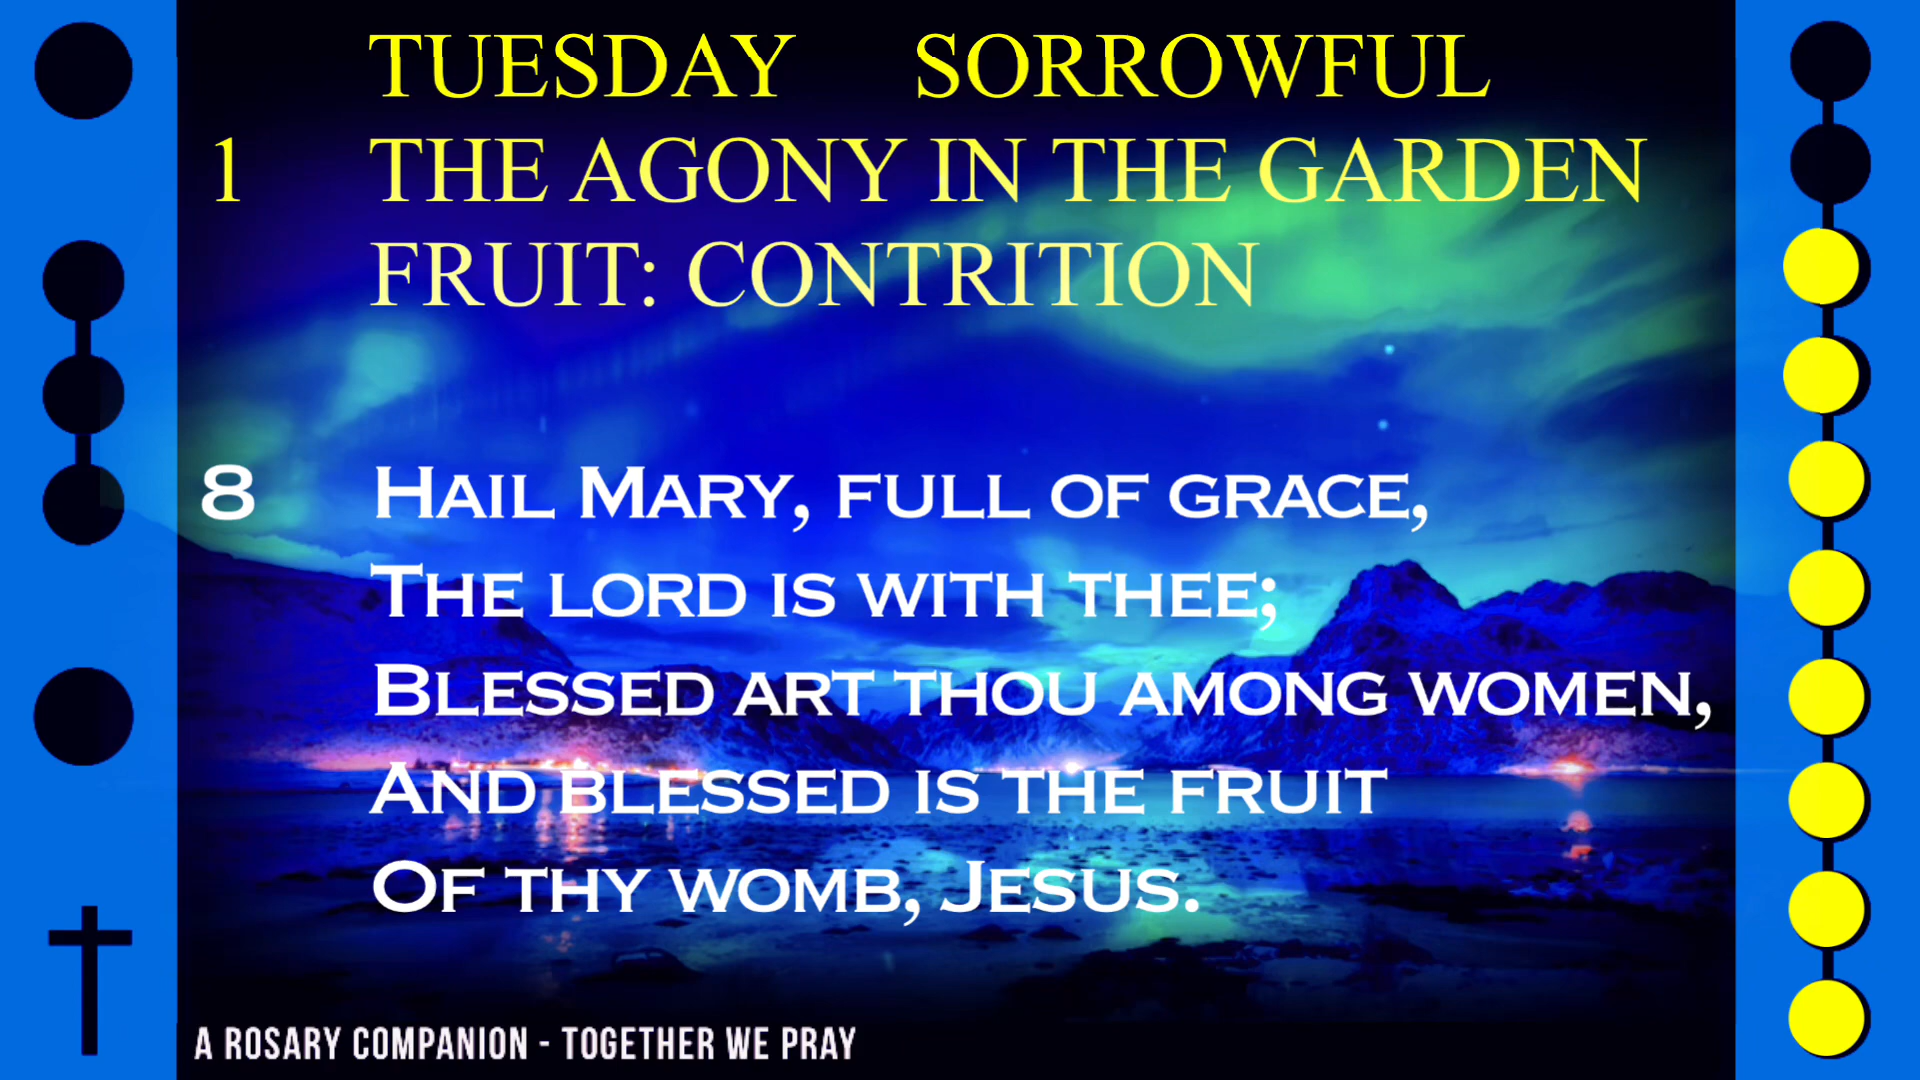 TUESDAY SORROWFUL
1 THE AGONY IN THE GARDEN
FRUIT: CONTRITION
8 HAIL MARY, FULL OF GRACE,
THE LORD IS WITH THEE;
BLESSED ART THOU AMONG WOMEN,
AND BLESSED IS THE FRUIT
OF THY WOMB, JESUS.
A ROSARY COMPANION - TOGETHER WE PRAY